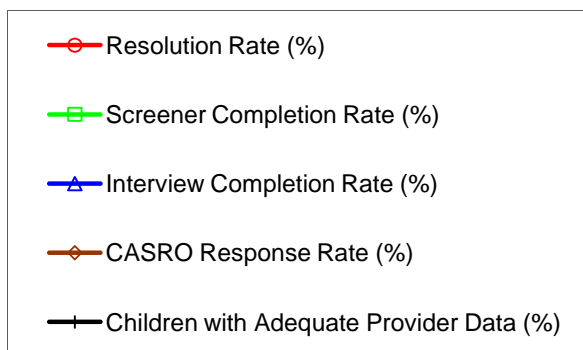 Resolution Rate (%)
Screener Completion Rate (%)
Interview Completion Rate (%)
CASRO Response Rate (%)
Children with Adequate Provider Data (%)